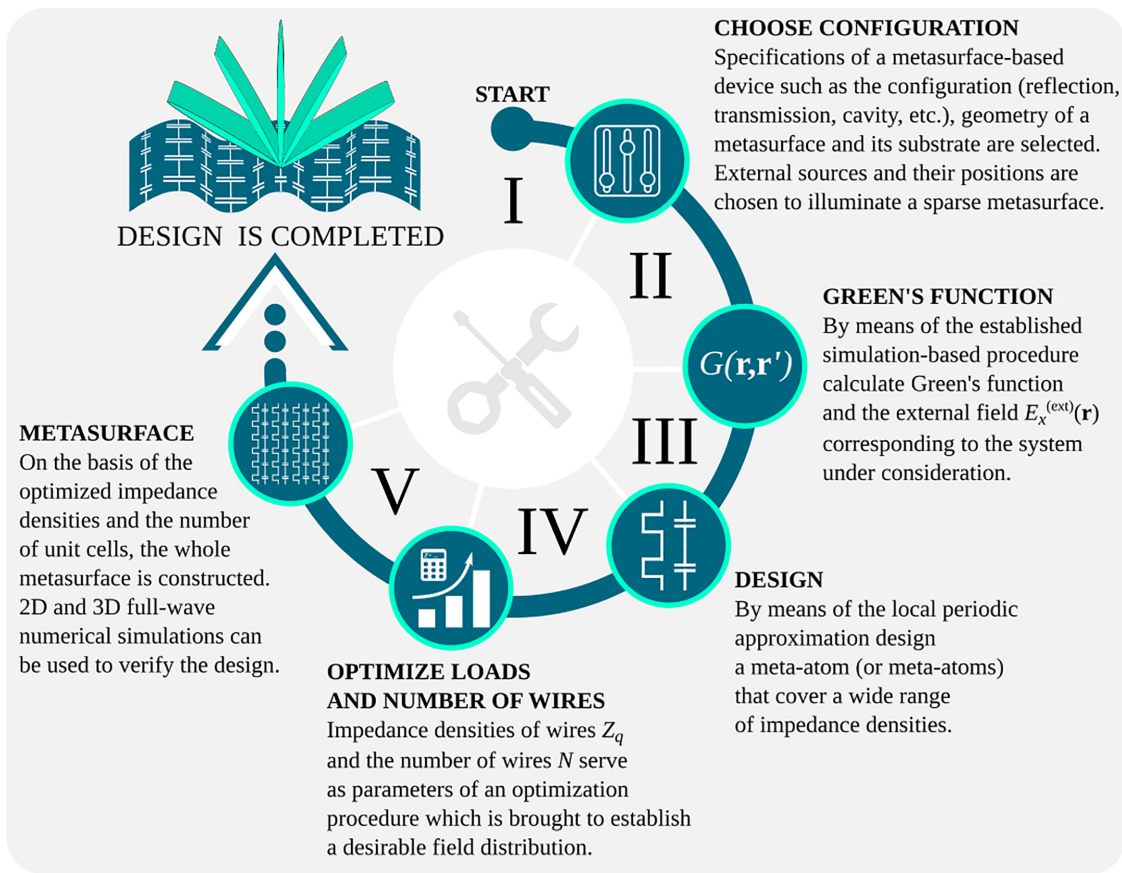 START
I
CHOOSE CONFIGURATION
Specifications of a metasurface-based
device such as the configuration (reflection,
transmission, cavity, etc.), geometry of a
metasurface and its substrate are selected.
External sources and their positions are
chosen to illuminate a sparse metasurface.
II
G(r,r')
GREEN'S FUNCTION
By means of the established
simulation-based procedure
calculate Green's function
and the external field Eₓ⁽ᵉˣᵗ⁾(r)
corresponding to the system
under consideration.
III
DESIGN
By means of the local periodic
approximation design
a meta-atom (or meta-atoms)
that cover a wide range
of impedance densities.
IV
OPTIMIZE LOADS
AND NUMBER OF WIRES
Impedance densities of wires Z_q
and the number of wires N serve
as parameters of an optimization
procedure which is brought to establish
a desirable field distribution.
V
METASURFACE
On the basis of the
optimized impedance
densities and the number
of unit cells, the whole
metasurface is constructed.
2D and 3D full-wave
numerical simulations can
be used to verify the design.
DESIGN IS COMPLETED